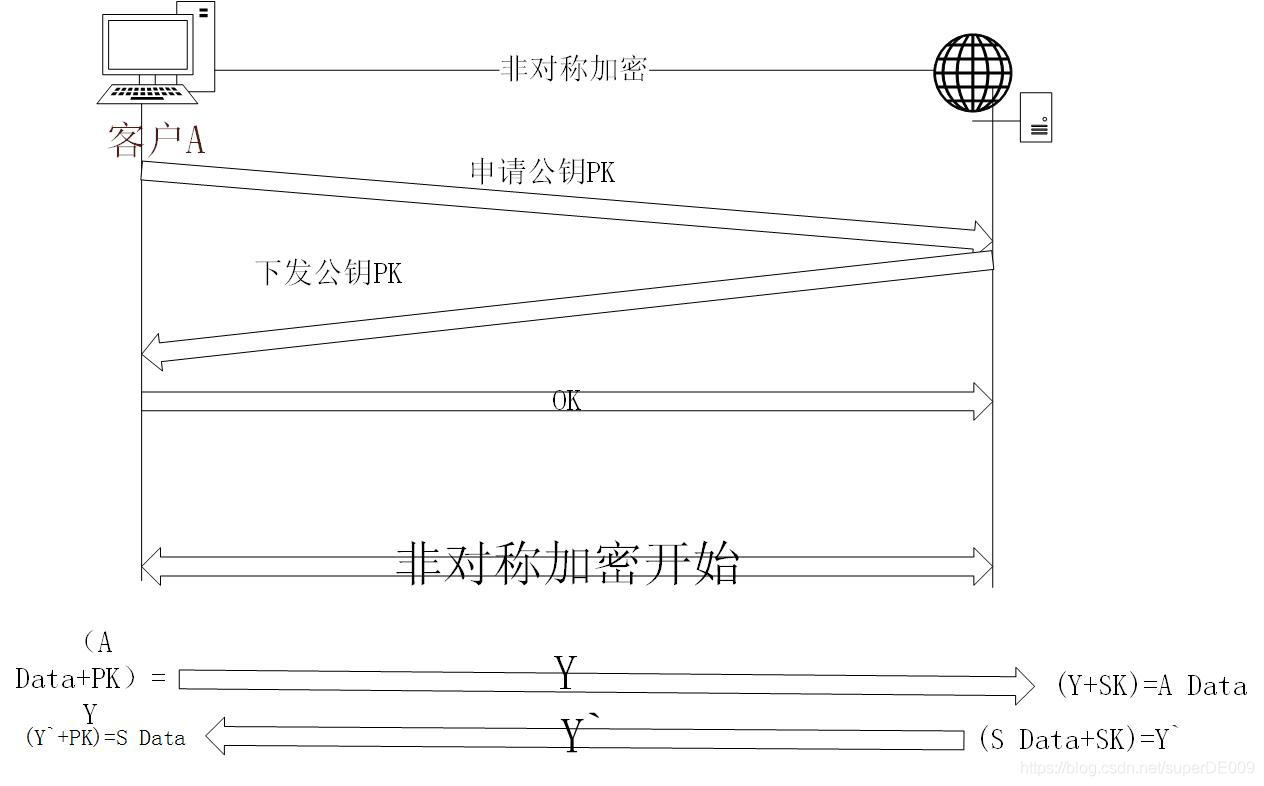 非对称加密
客户A
申请公钥PK
下发公钥PK
OK
非对称加密开始
（A
Data+PK）=
Y
Y
(Y+SK)=A Data
(Y`+PK)=S Data
Y`
(S Data+SK)=Y`
https://blog.csdn.net/superDE009